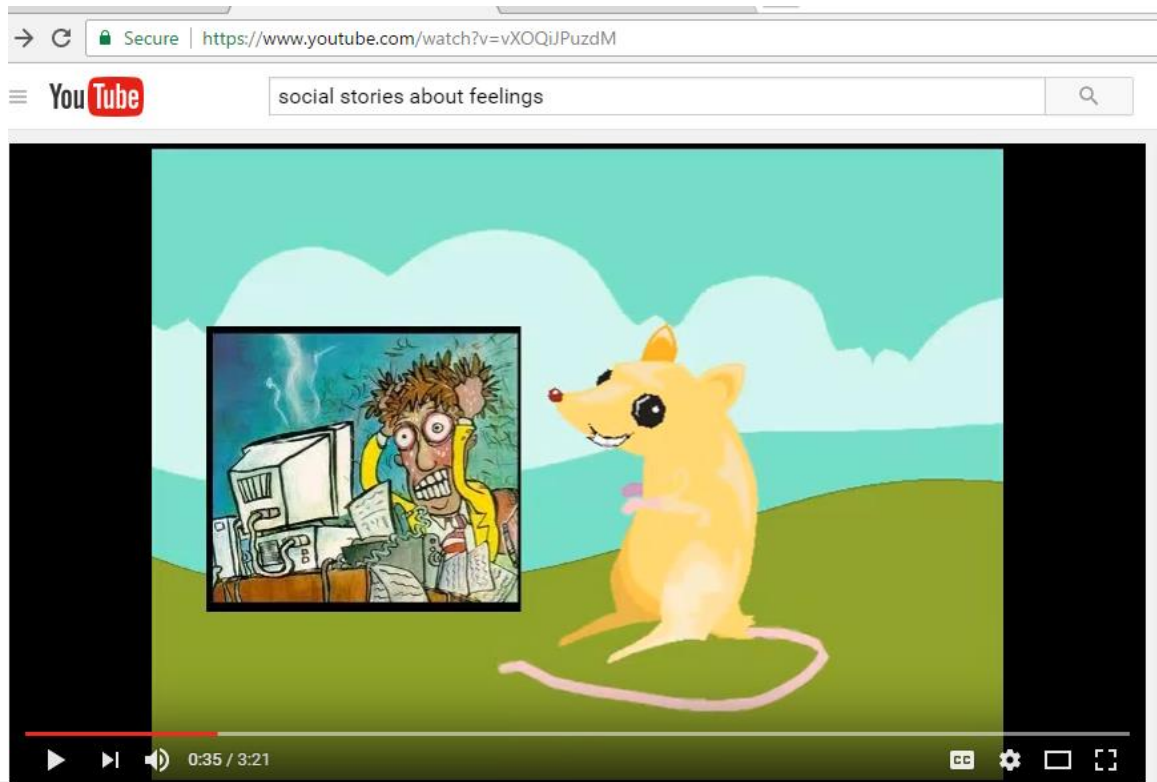 Secure | https://www.youtube.com/watch?v=vXOQiJPuzdM
YouTube social stories about feelings
0:35 / 3:21 CC